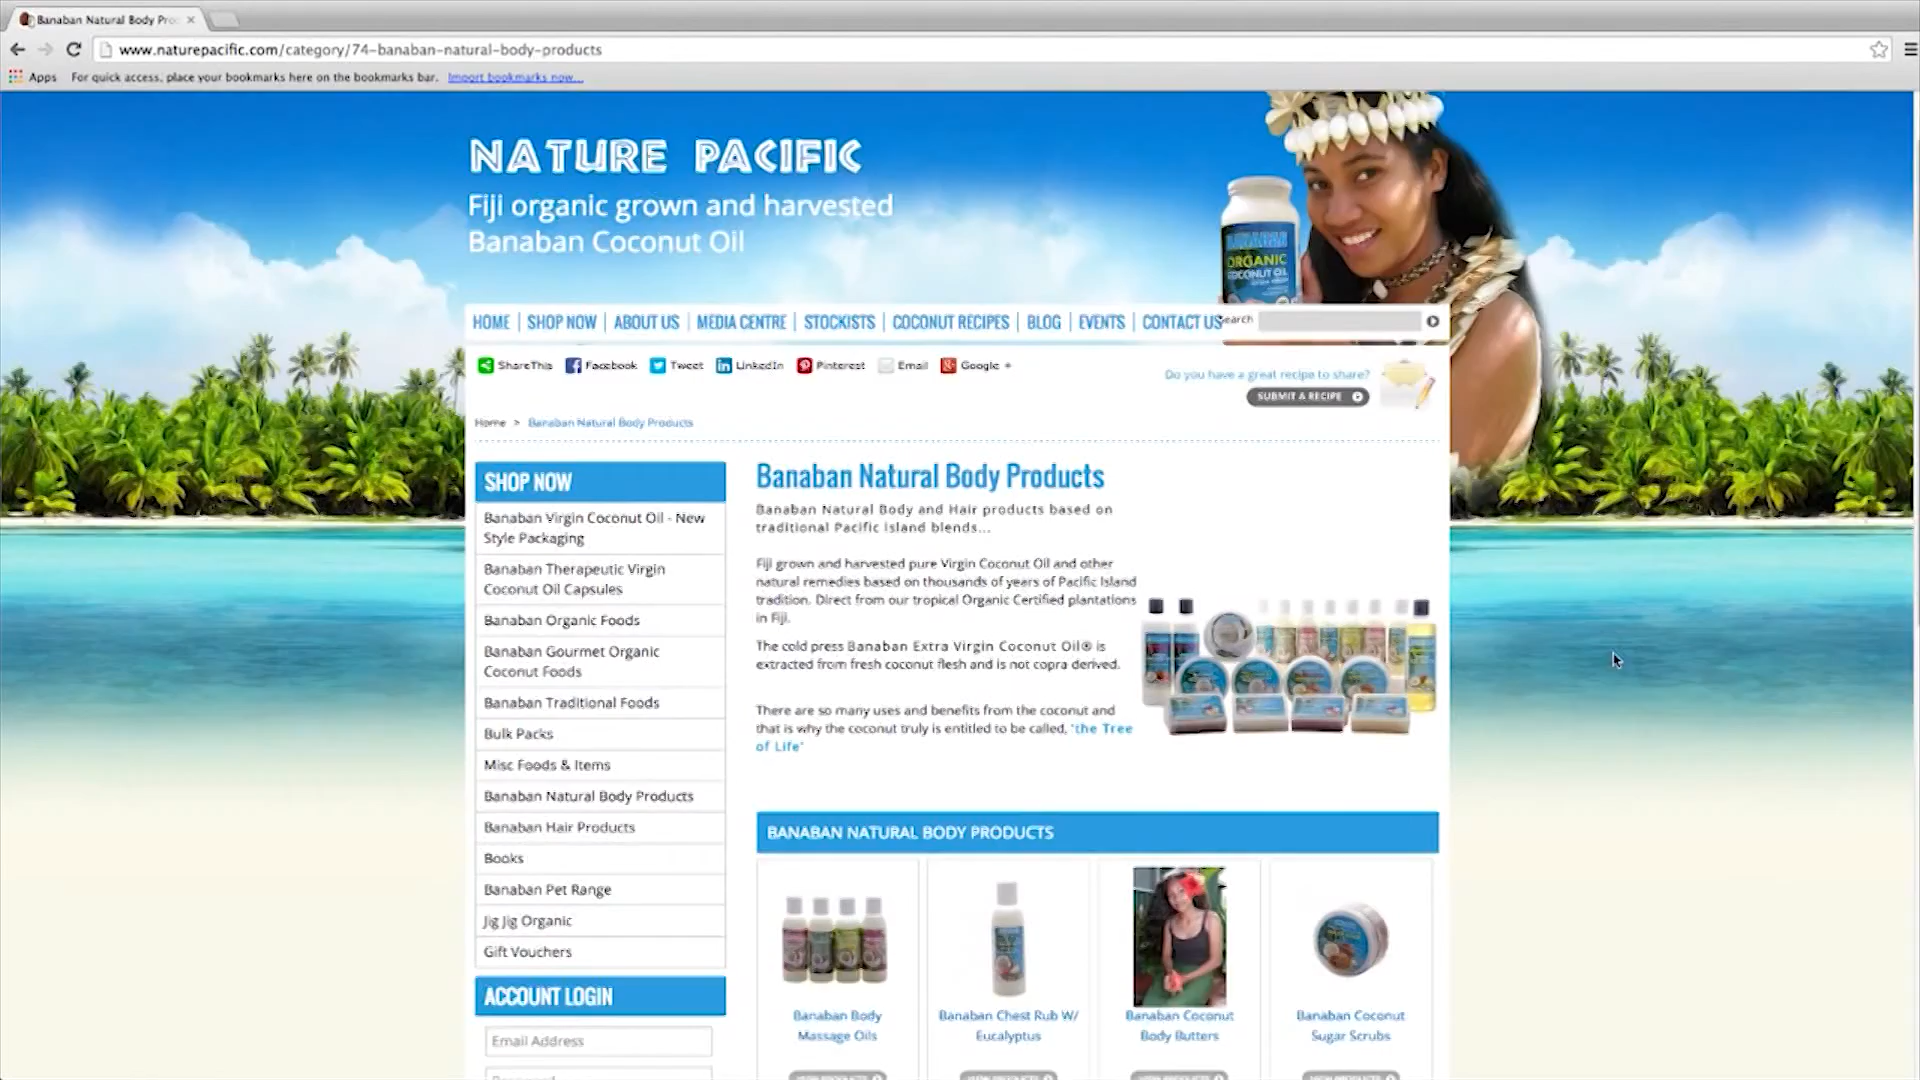 Banaban Natural Body Pro
www.naturepacific.com/category/74-banaban-natural-body-products
Apps For quick access, place your bookmarks here on the bookmarks bar. Import bookmarks now...
NATURE PACIFIC
Fiji organic grown and harvested
Banaban Coconut Oil
BANABAN
ORGANIC
COCONUT OIL
HOME SHOP NOW ABOUT US MEDIA CENTRE STOCKISTS COCONUT RECIPES BLOG EVENTS CONTACT US earch
ShareThis Facebook Tweet LinkedIn Pinterest Email Google +
Do you have a great recipe to share?
SUBMIT A RECIPE
Home > Banaban Natural Body Products
SHOP NOW
Banaban Virgin Coconut Oil - New
Style Packaging
Banaban Therapeutic Virgin
Coconut Oil Capsules
Banaban Organic Foods
Banaban Gourmet Organic
Coconut Foods
Banaban Traditional Foods
Bulk Packs
Misc Foods & Items
Banaban Natural Body Products
Banaban Hair Products
Books
Banaban Pet Range
Jig Jig Organic
Gift Vouchers
ACCOUNT LOGIN
Email Address
Banaban Natural Body Products
Banaban Natural Body and Hair products based on
traditional Pacific Island blends...
Fiji grown and harvested pure Virgin Coconut Oil and other
natural remedies based on thousands of years of Pacific Island
tradition. Direct from our tropical Organic Certified plantations
in Fiji.
The cold press Banaban Extra Virgin Coconut Oil® is
extracted from fresh coconut flesh and is not copra derived.
There are so many uses and benefits from the coconut and
that is why the coconut truly is entitled to be called, 'the Tree
of Life'
BANABAN NATURAL BODY PRODUCTS
Banaban Body
Massage Oils
Banaban Chest Rub W/
Eucalyptus
Banaban Coconut
Body Butters
Banaban Coconut
Sugar Scrubs